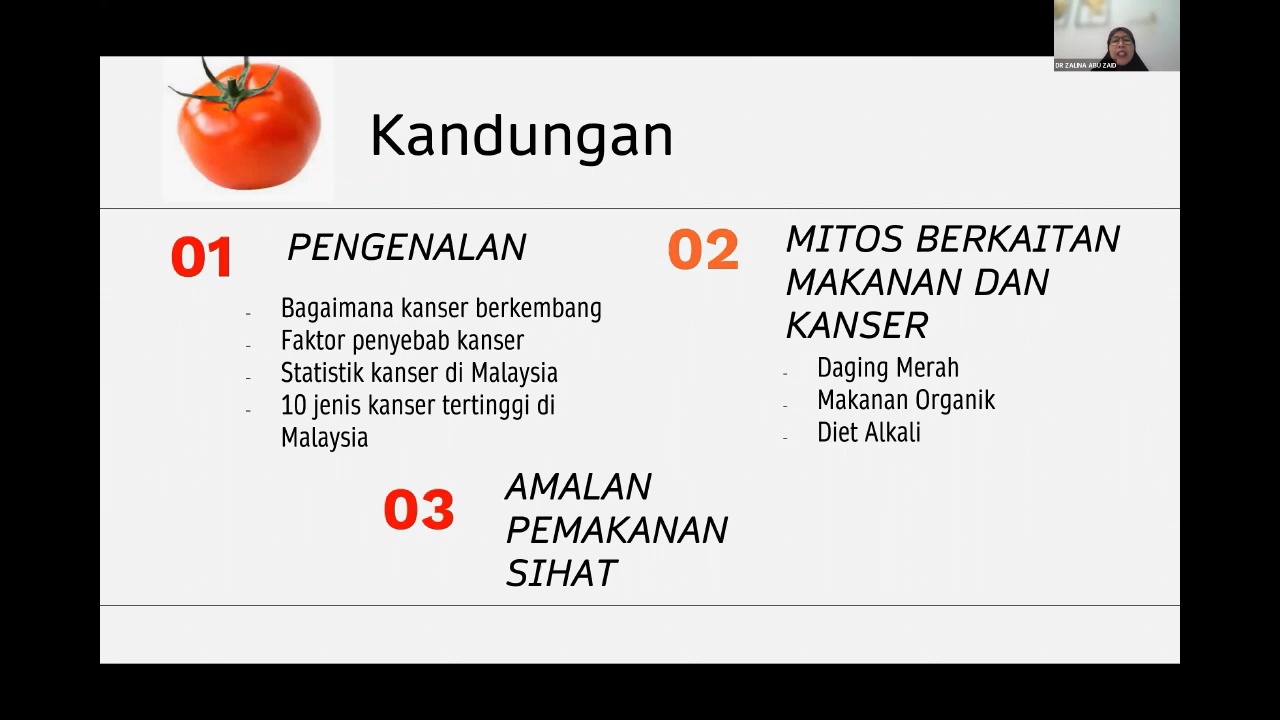 DR ZALINA ABU ZAID
Kandungan
01
PENGENALAN
- Bagaimana kanser berkembang
- Faktor penyebab kanser
- Statistik kanser di Malaysia
- 10 jenis kanser tertinggi di
Malaysia
02
MITOS BERKAITAN
MAKANAN DAN
KANSER
- Daging Merah
- Makanan Organik
- Diet Alkali
03
AMALAN
PEMAKANAN
SIHAT